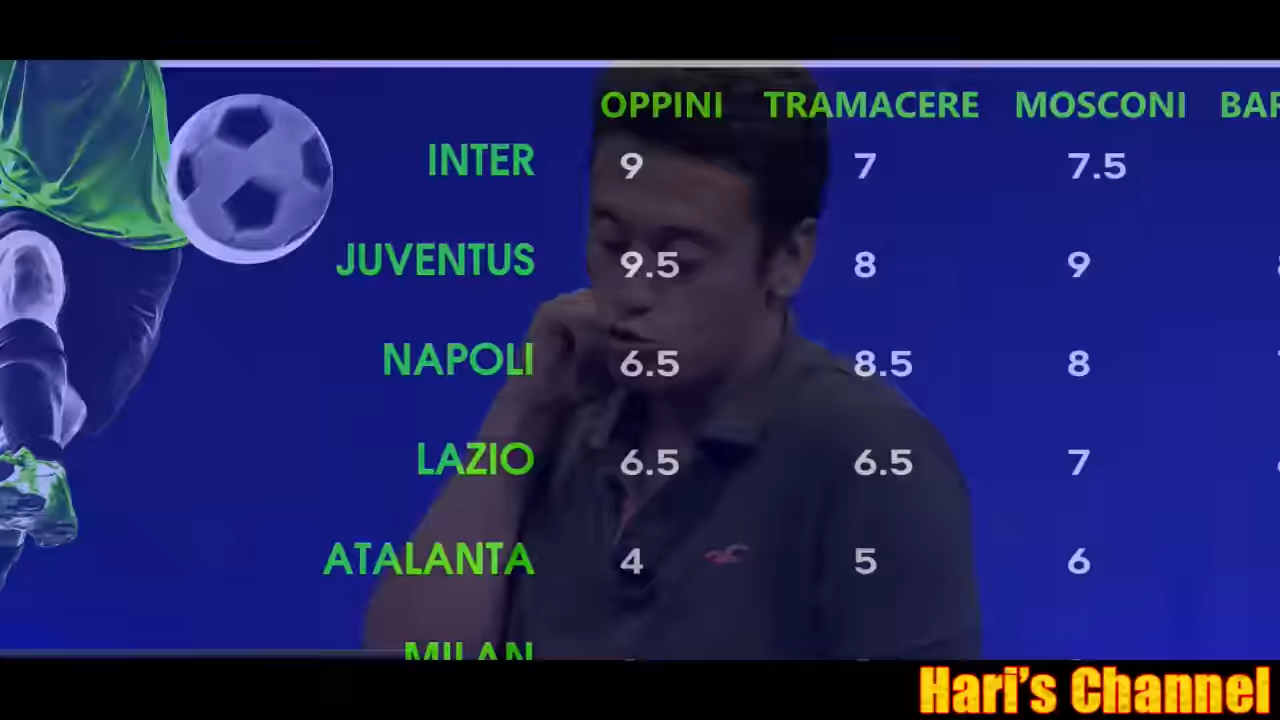 OPPINI TRAMACERE MOSCONI
INTER 9 7 7.5
JUVENTUS 9.5 8 9
NAPOLI 6.5 8.5 8
LAZIO 6.5 6.5 7
ATALANTA 4 5 6
MILAN
Hari's Channel